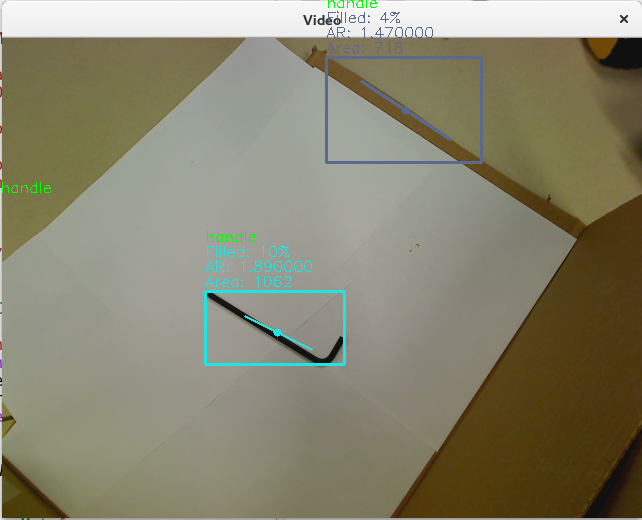 handle
Video
Filled: 4%
AR: 1.470000
Area: 715
handle
handle
Filled: 10%
AR: 1.890000
Area: 1062